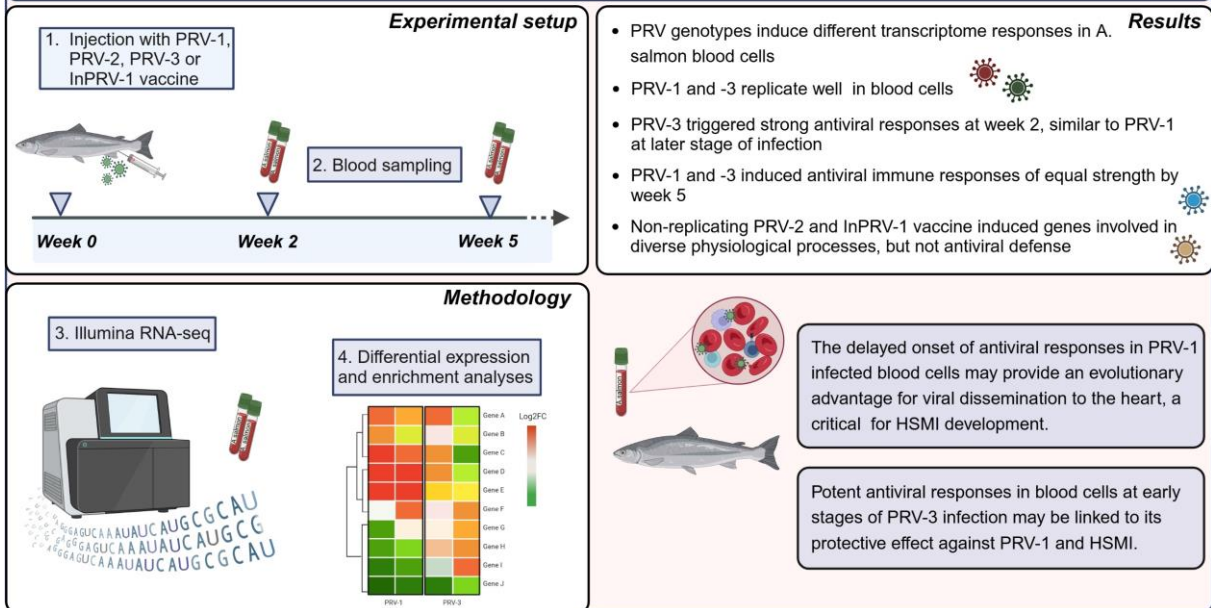 Experimental setup
1. Injection with PRV-1,
PRV-2, PRV-3 or
InPRV-1 vaccine
2. Blood sampling
Week 0
Week 2
Week 5
Results
• PRV genotypes induce different transcriptome responses in A.
salmon blood cells
• PRV-1 and -3 replicate well in blood cells
• PRV-3 triggered strong antiviral responses at week 2, similar to PRV-1
at later stage of infection
• PRV-1 and -3 induced antiviral immune responses of equal strength by
week 5
• Non-replicating PRV-2 and InPRV-1 vaccine induced genes involved in
diverse physiological processes, but not antiviral defense
Methodology
3. Illumina RNA-seq
A. salmon
A. salmon
4. Differential expression
and enrichment analyses
Log2FC
Gene A
Gene B
Gene C
Gene D
Gene E
Gene F
Gene G
Gene H
Gene I
Gene J
PRV-1
PRV-3
A. salmon
The delayed onset of antiviral responses in PRV-1
infected blood cells may provide an evolutionary
advantage for viral dissemination to the heart, a
critical for HSMI development.
Potent antiviral responses in blood cells at early
stages of PRV-3 infection may be linked to its
protective effect against PRV-1 and HSMI.